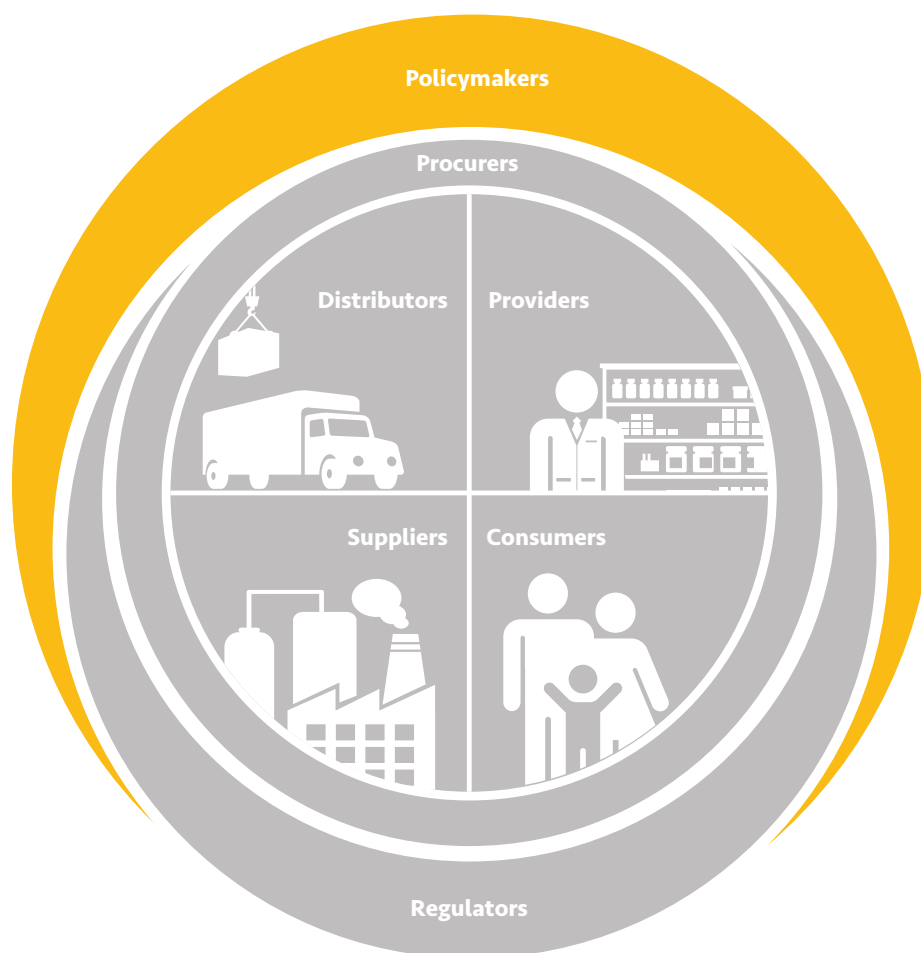 Policymakers
Procurers
Distributors
Providers
Suppliers
Consumers
Regulators